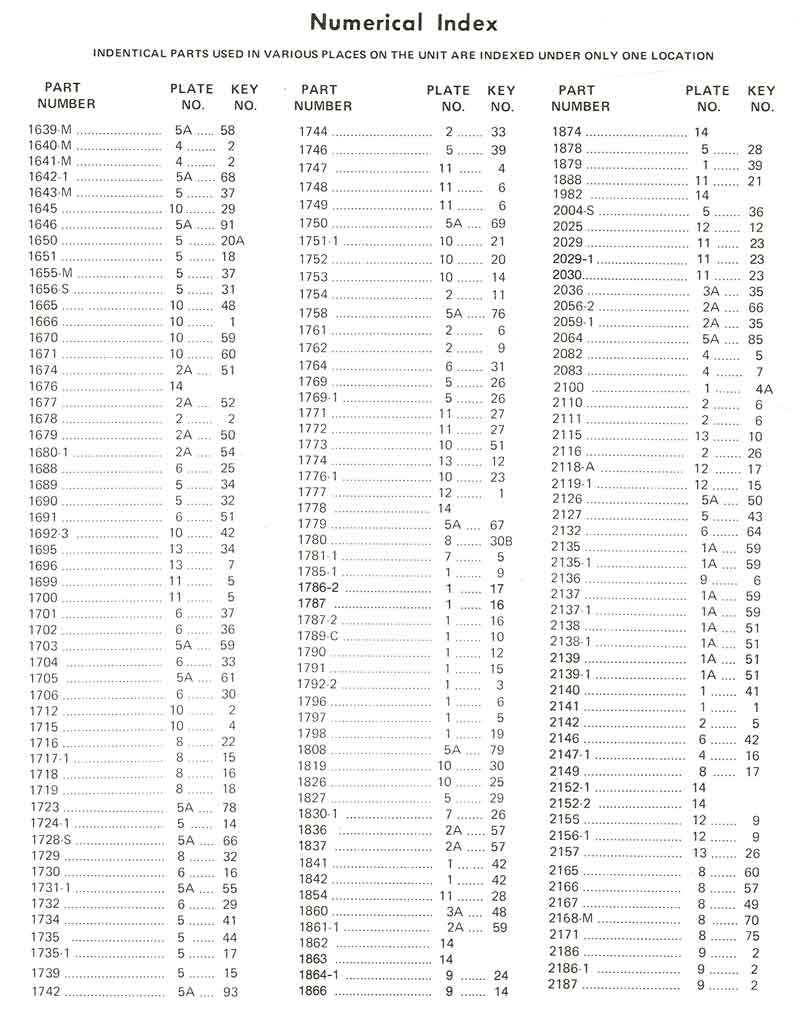 Numerical Index
INDENTICAL PARTS USED IN VARIOUS PLACES ON THE UNIT ARE INDEXED UNDER ONLY ONE LOCATION
PART PLATE KEY
NUMBER NO. NO.
1639-M 5A 58
1640-M 4 2
1641-M 4 2
1642-1 5A 68
1643-M 5 37
1645 10 29
1646 5A 91
1650 5 20A
1651 5 18
1655-M 5 37
1656-S 5 31
1665 10 48
1666 10 1
1670 10 59
1671 10 60
1674 2A 51
1676 14
1677 2A 52
1678 2 2
1679 2A 50
1680-1 2A 54
1688 6 25
1689 5 34
1690 5 32
1691 6 51
1692-3 10 42
1695 13 34
1696 13 7
1699 11 5
1700 11 5
1701 6 37
1702 6 36
1703 5A 59
1704 6 33
1705 5A 61
1706 6 30
1712 10 2
1715 10 4
1716 8 22
1717-1 8 15
1718 8 16
1719 8 18
1723 5A 78
1724-1 5 14
1728-S 5A 66
1729 8 32
1730 6 16
1731-1 5A 55
1732 6 29
1734 5 41
1735 5 44
1735-1 5 17
1739 5 15
1742 5A 93
PART PLATE KEY
NUMBER NO. NO.
1744 2 33
1746 5 39
1747 11 4
1748 11 6
1749 11 6
1750 5A 69
1751-1 10 21
1752 10 20
1753 10 14
1754 2 11
1758 5A 76
1761 2 6
1762 2 9
1764 6 31
1769 5 26
1769-1 5 26
1771 11 27
1772 11 27
1773 10 51
1774 13 12
1776-1 10 23
1777 12 1
1778 14
1779 5A 67
1780 8 30B
1781-1 7 5
1785-1 1 9
1786-2 1 17
1787 1 16
1787-2 1 16
1789-C 1 10
1790 1 12
1791 1 15
1792-2 1 3
1796 1 6
1797 1 5
1798 1 19
1808 5A 79
1819 10 30
1826 10 25
1827 5 29
1830-1 7 26
1836 2A 57
1837 2A 57
1841 1 42
1842 1 42
1854 11 28
1860 3A 48
1861-1 2A 59
1862 14
1863 14
1864-1 9 24
1866 9 14
PART PLATE KEY
NUMBER NO. NO.
1874 14
1878 5 28
1879 1 39
1888 11 21
1982 14
2004-S 5 36
2025 12 12
2029 11 23
2029-1 11 23
2030 11 23
2036 3A 35
2056-2 2A 66
2059-1 2A 35
2064 5A 85
2082 4 5
2083 4 7
2100 1 4A
2110 2 6
2111 2 6
2115 13 10
2116 2 26
2118-A 12 17
2119-1 12 15
2126 5A 50
2127 5 43
2132 6 64
2135 1A 59
2135-1 1A 59
2136 9 6
2137 1A 59
2137-1 1A 59
2138 1A 51
2138-1 1A 51
2139 1A 51
2139-1 1A 51
2140 1 41
2141 1 1
2142 2 5
2146 6 42
2147-1 4 16
2149 8 17
2152-1 14
2152-2 14
2155 12 9
2156-1 12 9
2157 13 26
2165 8 60
2166 8 57
2167 8 49
2168-M 8 70
2171 8 75
2186 9 2
2186-1 9 2
2187 9 2